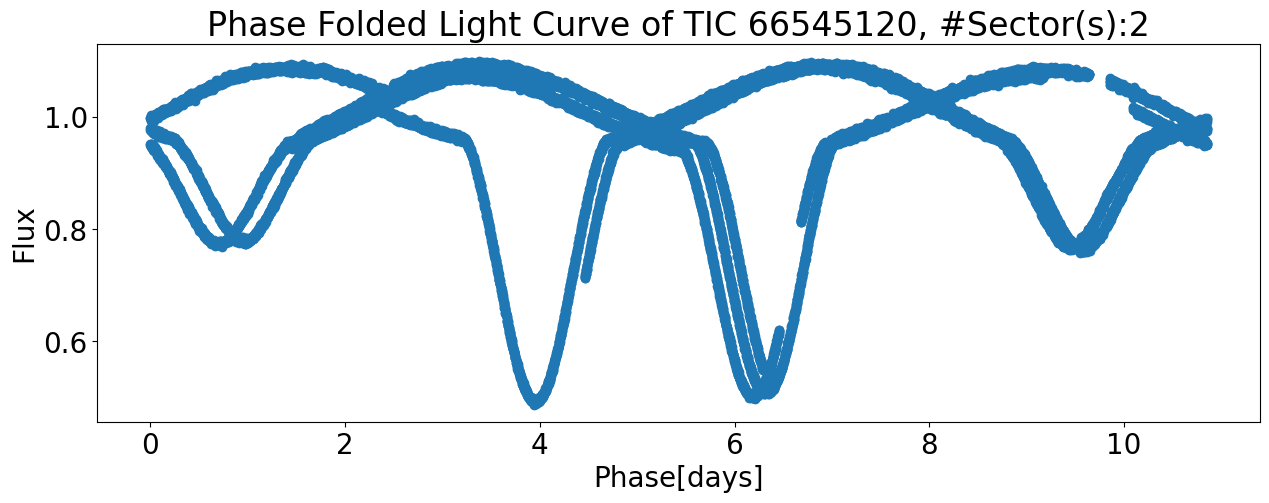 Phase Folded Light Curve of TIC 66545120, #Sector(s):2
1.0
0.8
0.6
Flux
0 2 4 6 8 10
Phase[days]